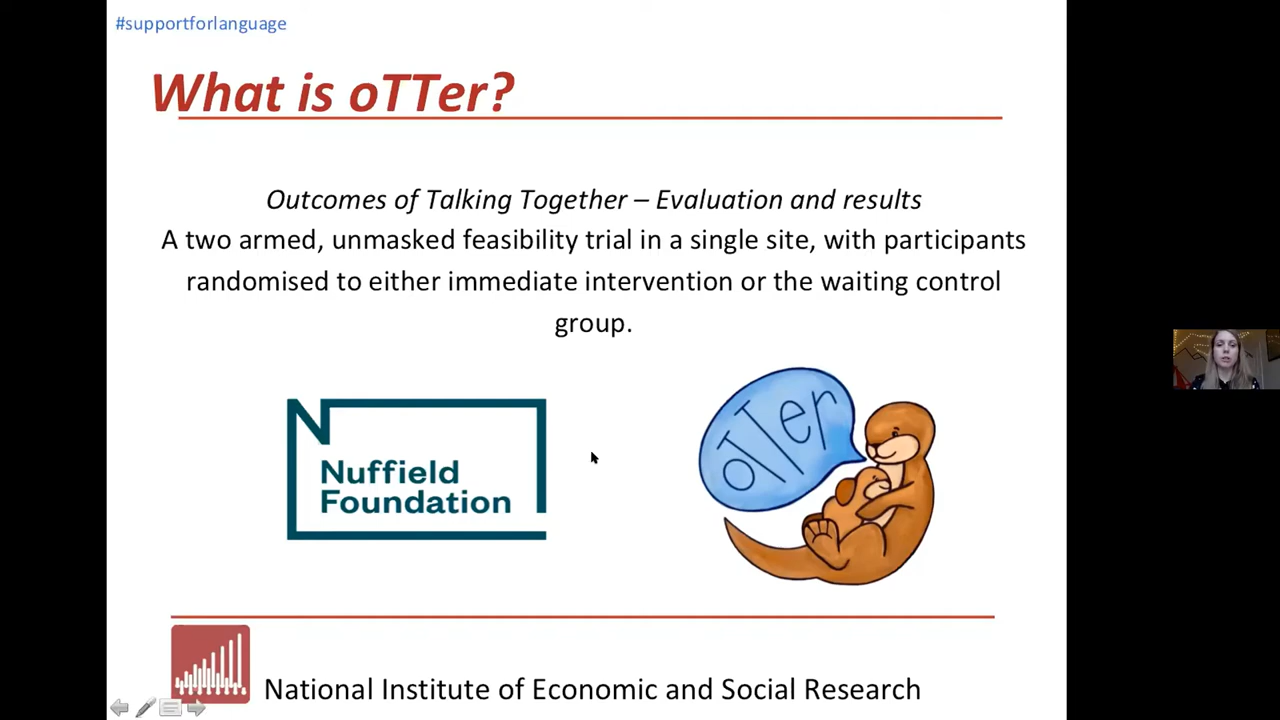 #supportforlanguage
What is oTTer?
Outcomes of Talking Together – Evaluation and results
A two armed, unmasked feasibility trial in a single site, with participants
randomised to either immediate intervention or the waiting control
group.
Nuffield
Foundation
oTTer
National Institute of Economic and Social Research